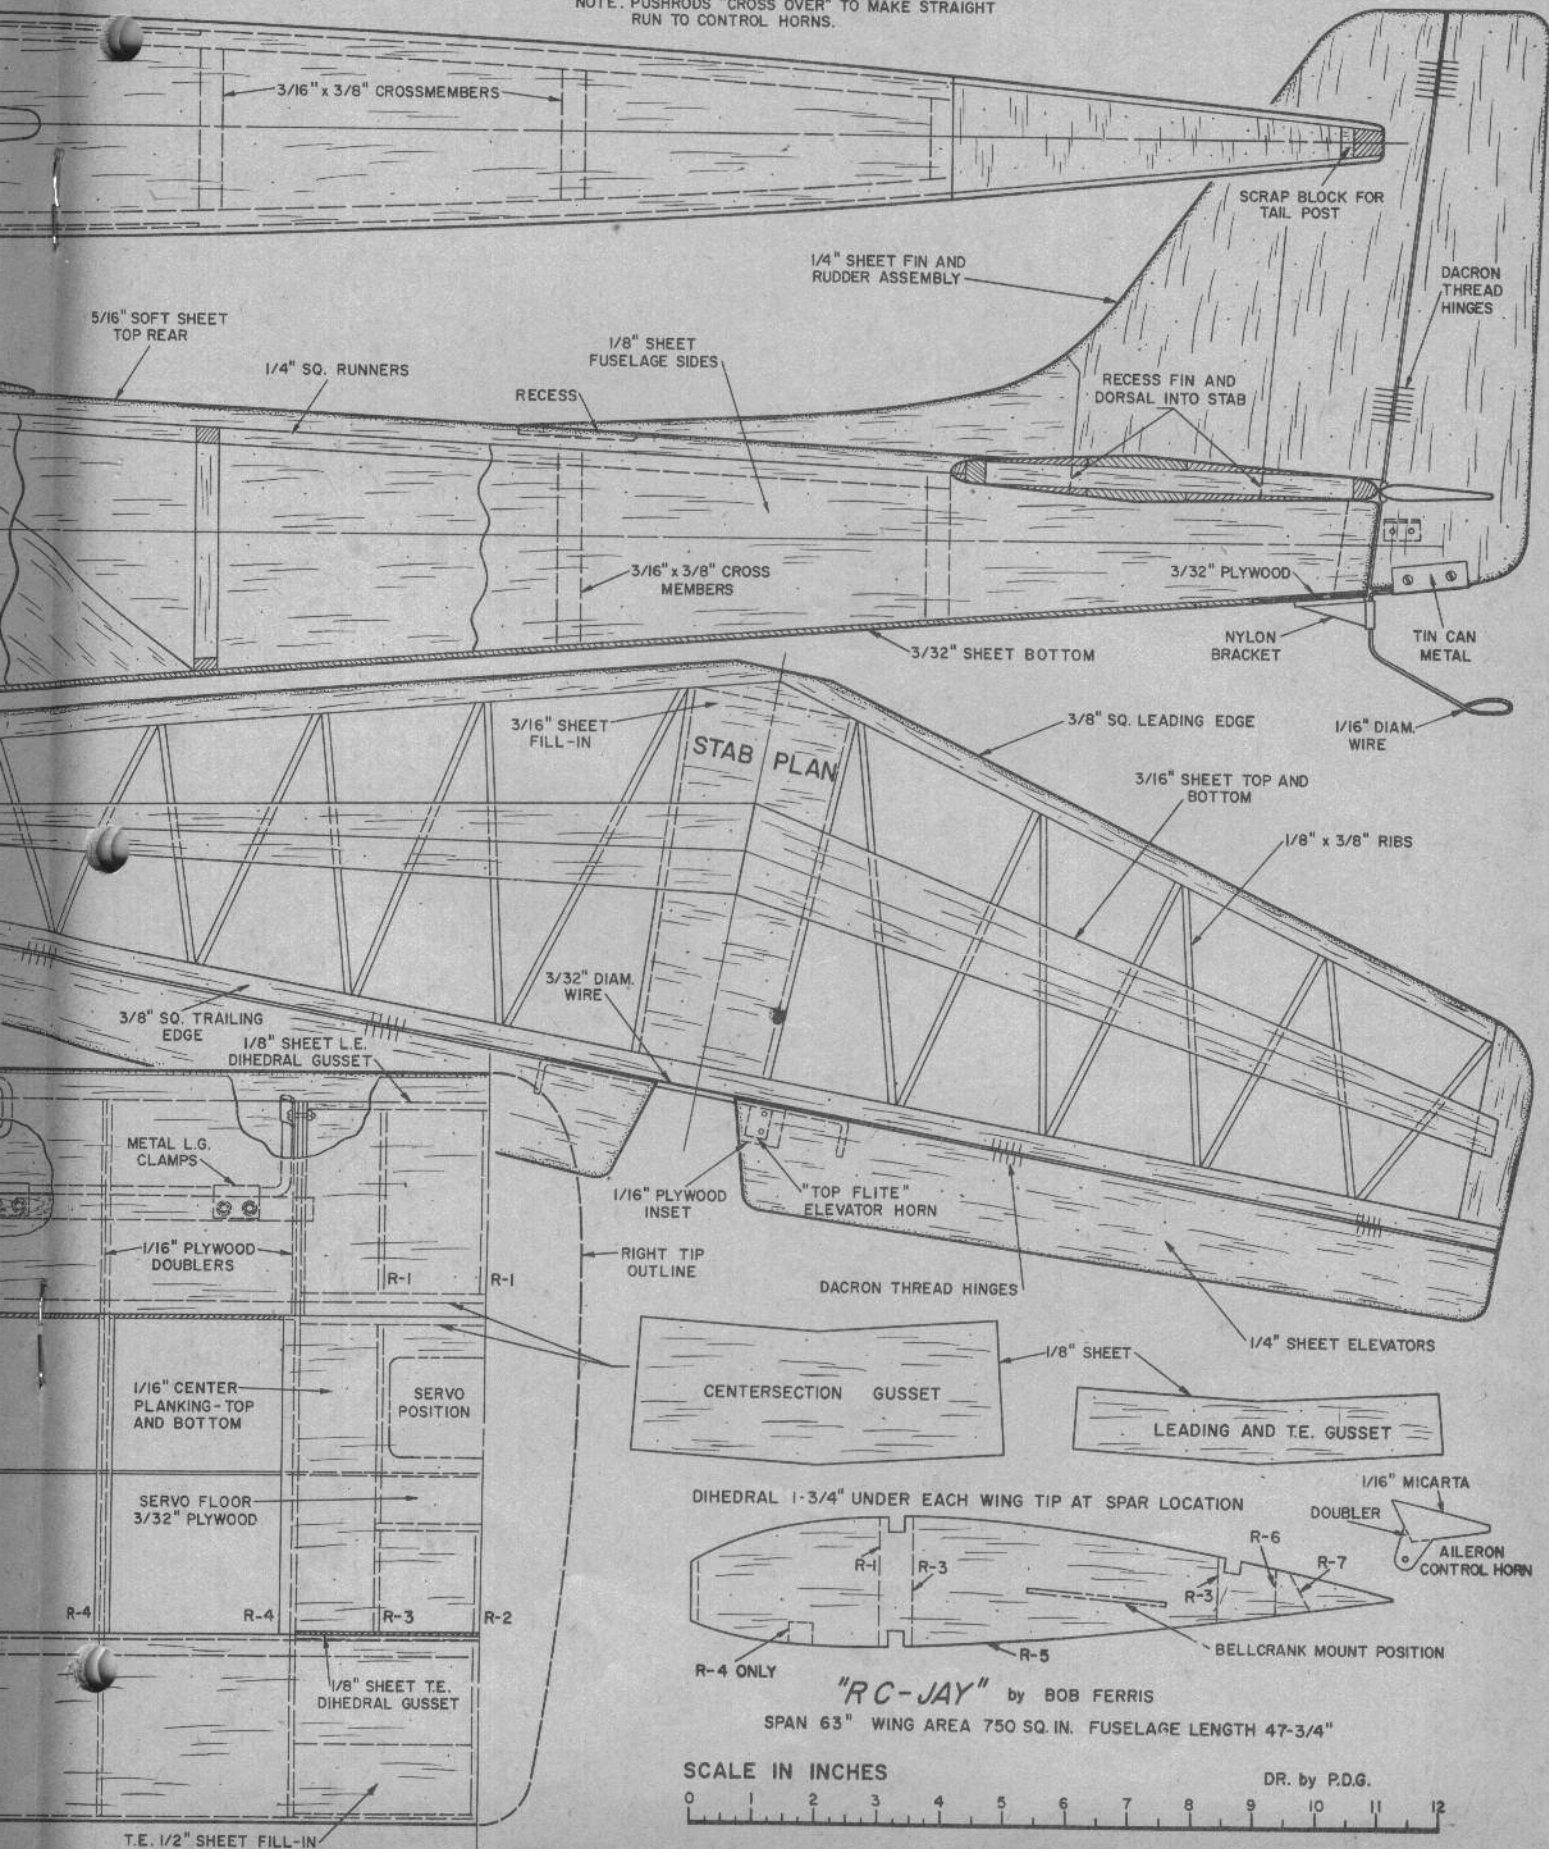 NOTE. PUSHRODS "CROSS OVER" TO MAKE STRAIGHT
RUN TO CONTROL HORNS.
3/16" x 3/8" CROSSMEMBERS
SCRAP BLOCK FOR
TAIL POST
1/4" SHEET FIN AND
RUDDER ASSEMBLY
DACRON
THREAD
HINGES
5/16" SOFT SHEET
TOP REAR
1/4" SQ. RUNNERS
1/8" SHEET
FUSELAGE SIDES
RECESS
RECESS FIN AND
DORSAL INTO STAB
3/16" x 3/8" CROSS
MEMBERS
3/32" PLYWOOD
3/32" SHEET BOTTOM
NYLON
BRACKET
TIN CAN
METAL
1/16" DIAM.
WIRE
3/16" SHEET
FILL-IN
STAB PLAN
3/8" SQ. LEADING EDGE
3/16" SHEET TOP AND
BOTTOM
1/8" x 3/8" RIBS
3/32" DIAM.
WIRE
3/8" SQ. TRAILING
EDGE
1/8" SHEET L.E.
DIHEDRAL GUSSET
METAL L.G.
CLAMPS
1/16" PLYWOOD
INSET
"TOP FLITE"
ELEVATOR HORN
1/16" PLYWOOD
DOUBLERS
R-1
R-1
RIGHT TIP
OUTLINE
DACRON THREAD HINGES
1/4" SHEET ELEVATORS
1/8" SHEET
CENTERSECTION GUSSET
LEADING AND T.E. GUSSET
1/16" CENTER
PLANKING-TOP
AND BOTTOM
SERVO
POSITION
SERVO FLOOR
3/32" PLYWOOD
DIHEDRAL 1-3/4" UNDER EACH WING TIP AT SPAR LOCATION
1/16" MICARTA
DOUBLER
AILERON
CONTROL HORN
R-1
R-3
R-3
R-6
R-7
R-4
R-4
R-3
R-2
R-4 ONLY
R-5
BELLCRANK MOUNT POSITION
1/8" SHEET T.E.
DIHEDRAL GUSSET
"RC-JAY" by BOB FERRIS
SPAN 63" WING AREA 750 SQ. IN. FUSELAGE LENGTH 47-3/4"
SCALE IN INCHES
DR. by P.D.G.
0 1 2 3 4 5 6 7 8 9 10 11 12
T.E. 1/2" SHEET FILL-IN